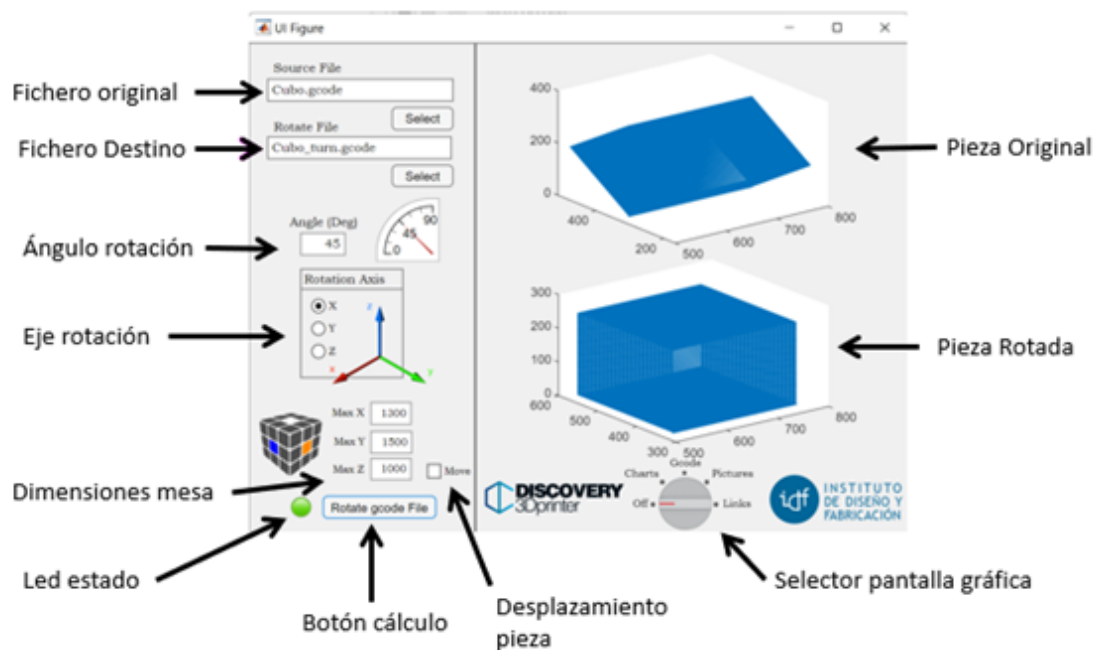 UI Figure
Source File
Fichero original
Cubo.gcode
Select
Rotate File
Fichero Destino
Cubo_turn.gcode
Select
Angle (Deg)
45
0
45
90
Ángulo rotación
Rotation Axis
X
Y
Z
z
x
y
Eje rotación
Max X 1300
Max Y 1500
Max Z 1000
Move
Dimensiones mesa
Rotate gcode File
Led estado
Botón cálculo
Desplazamiento
pieza
400
200
0
400
200
500
600
700
800
Pieza Original
300
200
100
0
600
500
400
300
500
600
700
800
Pieza Rotada
Gcode
Charts
Pictures
Off
Links
DISCOVERY
3Dprinter
idf
INSTITUTO
DE DISEÑO Y
FABRICACIÓN
Selector pantalla gráfica